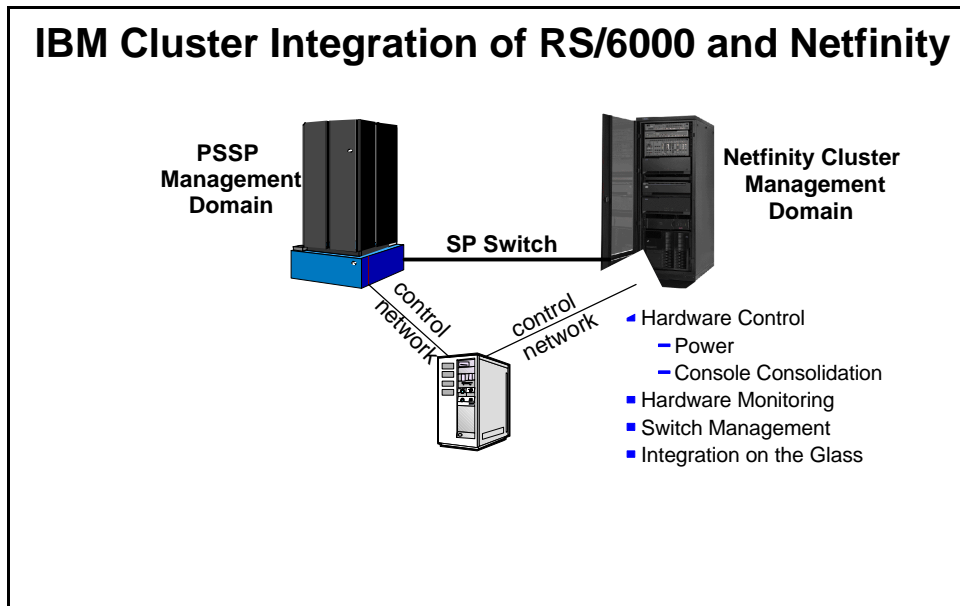 IBM Cluster Integration of RS/6000 and Netfinity
PSSP
Management
Domain
Netfinity Cluster
Management
Domain
SP Switch
control
network
control
network
Hardware Control
Power
Console Consolidation
Hardware Monitoring
Switch Management
Integration on the Glass